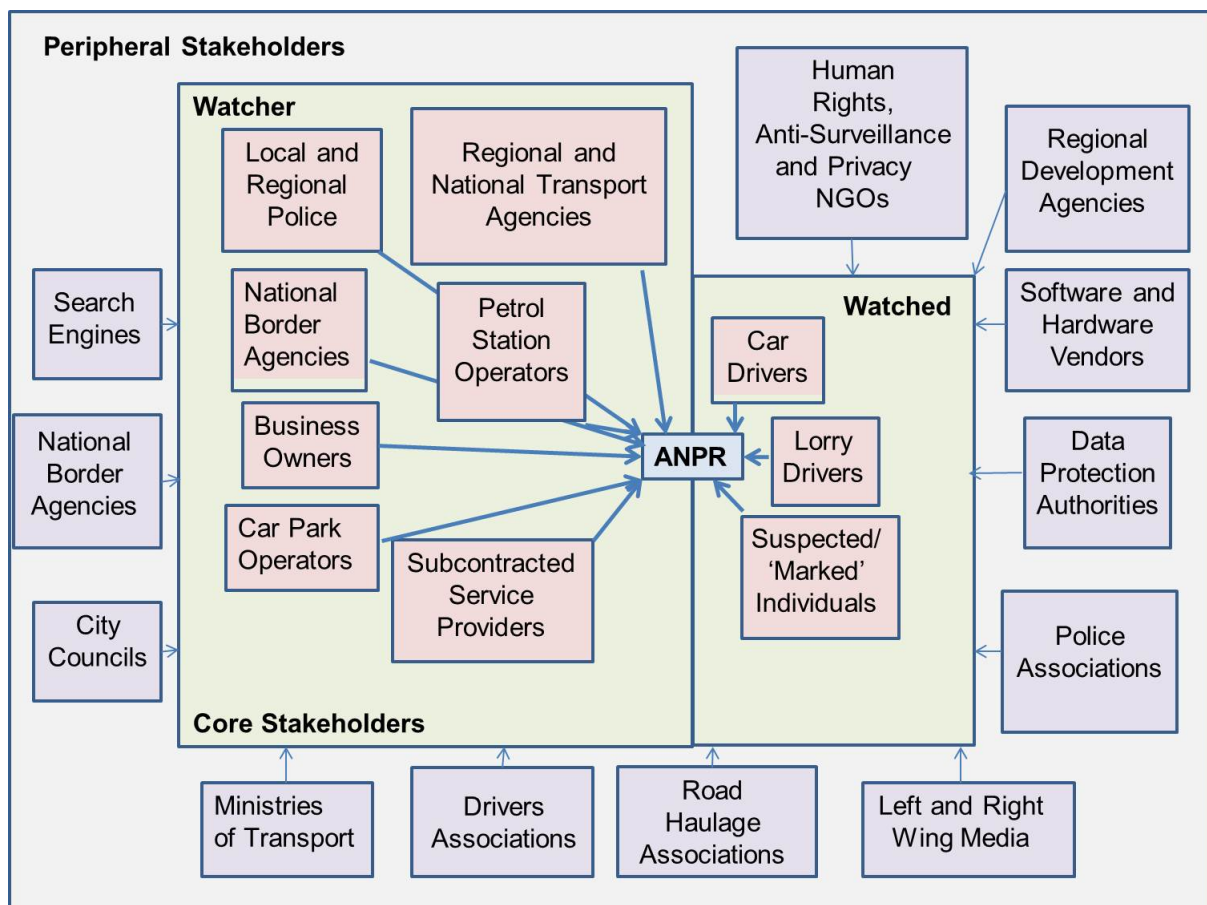 Peripheral Stakeholders
Watcher
Local and
Regional
Police
Regional and
National Transport
Agencies
Human
Rights,
Anti-Surveillance
and Privacy
NGOs
Regional
Development
Agencies
Search
Engines
National
Border
Agencies
Petrol
Station
Operators
Watched
Car
Drivers
Software and
Hardware
Vendors
National
Border
Agencies
Business
Owners
ANPR
Lorry
Drivers
Data
Protection
Authorities
Car Park
Operators
Subcontracted
Service
Providers
Suspected/
‘Marked’
Individuals
City
Councils
Police
Associations
Core Stakeholders
Ministries
of Transport
Drivers
Associations
Road
Haulage
Associations
Left and Right
Wing Media